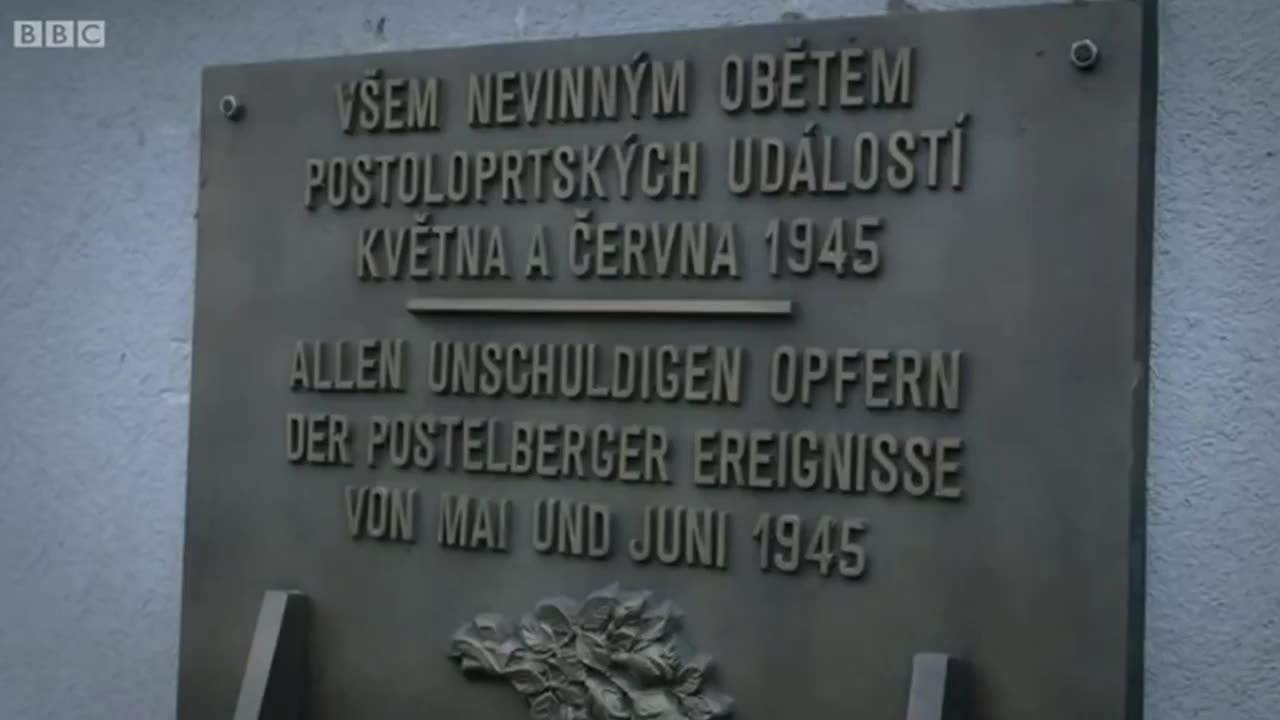 BBC
VŠEM NEVINNÝM OBĚTEM
POSTOLOPRTSKÝCH UDÁLOSTÍ
KVĚTNA A ČERVNA 1945
ALLEN UNSCHULDIGEN OPFERN
DER POSTELBERGER EREIGNISSE
VON MAI UND JUNI 1945